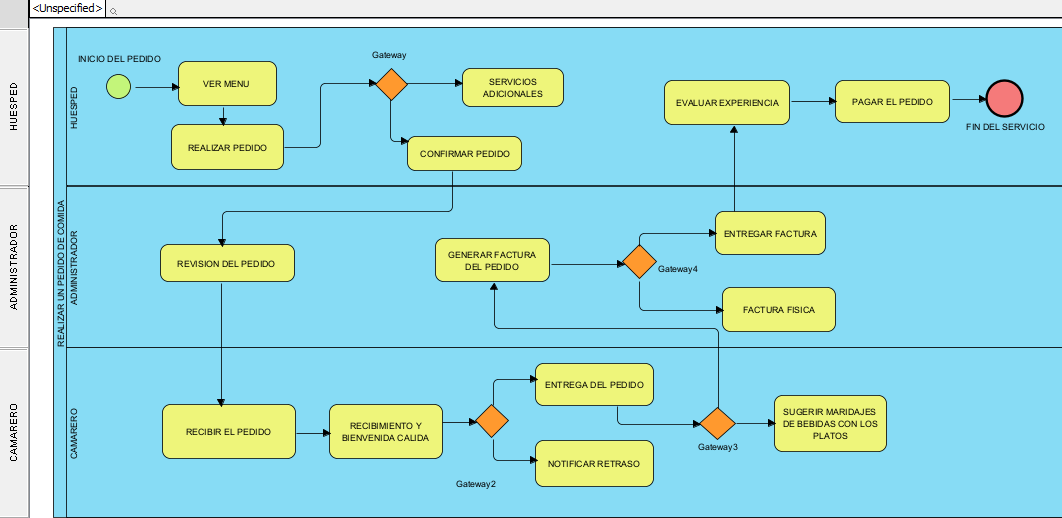 <Unspecified>
HUESPED
ADMINISTRADOR
CAMARERO
REALIZAR UN PEDIDO DE COMIDA
HUESPED
INICIO DEL PEDIDO
VER MENU
REALIZAR PEDIDO
Gateway
SERVICIOS
ADICIONALES
CONFIRMAR PEDIDO
EVALUAR EXPERIENCIA
PAGAR EL PEDIDO
FIN DEL SERVICIO
ADMINISTRADOR
REVISION DEL PEDIDO
GENERAR FACTURA
DEL PEDIDO
Gateway4
ENTREGAR FACTURA
FACTURA FISICA
CAMARERO
RECIBIR EL PEDIDO
RECIBIMIENTO Y
BIENVENIDA CALIDA
Gateway2
ENTREGA DEL PEDIDO
NOTIFICAR RETRASO
Gateway3
SUGERIR MARIDAJES
DE BEBIDAS CON LOS
PLATOS